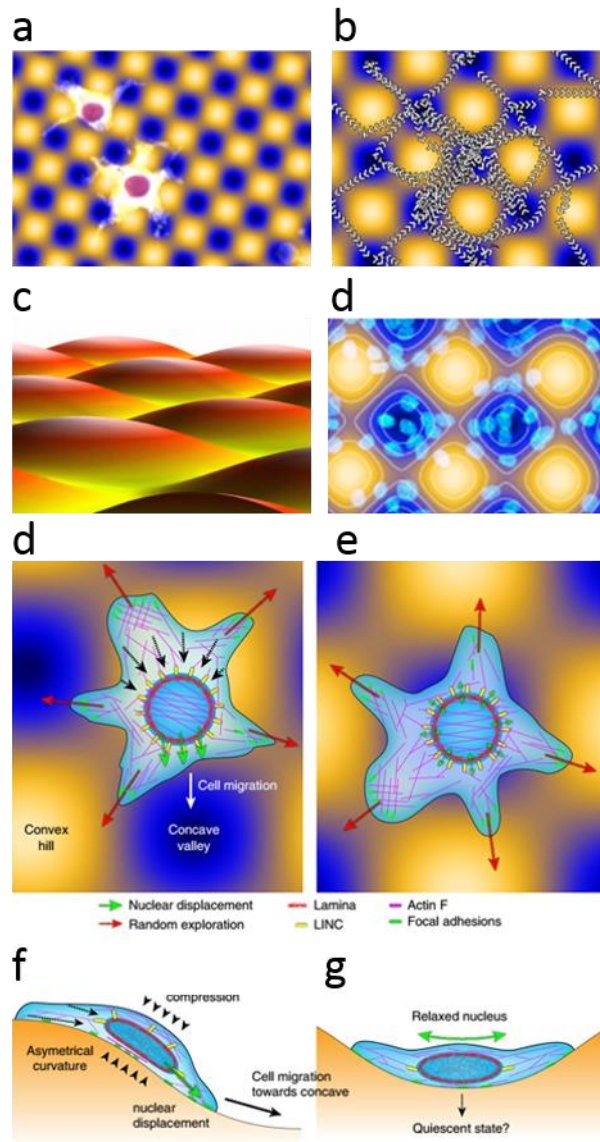 a
b
c
d
d
e
Cell migration
Convex
hill
Concave
valley
Nuclear displacement
Lamina
Actin F
Random exploration
LINC
Focal adhesions
f
g
compression
Relaxed nucleus
Asymetrical
curvature
Cell migration
towards concave
nuclear
displacement
Quiescent state?